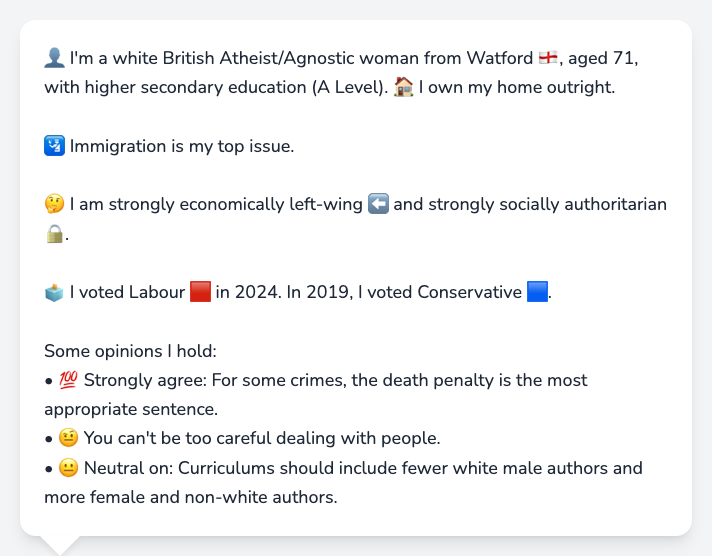 👤 I'm a white British Atheist/Agnostic woman from Watford 🏴󠁧󠁢󠁥󠁮󠁧󠁿, aged 71,
with higher secondary education (A Level). 🏠 I own my home outright.
🛂 Immigration is my top issue.
🤔 I am strongly economically left-wing ⬅️ and strongly socially authoritarian
🔒.
🗳️ I voted Labour 🟥 in 2024. In 2019, I voted Conservative 🟦.
Some opinions I hold:
• 💯 Strongly agree: For some crimes, the death penalty is the most
appropriate sentence.
• 🤨 You can't be too careful dealing with people.
• 😐 Neutral on: Curriculums should include fewer white male authors and
more female and non-white authors.